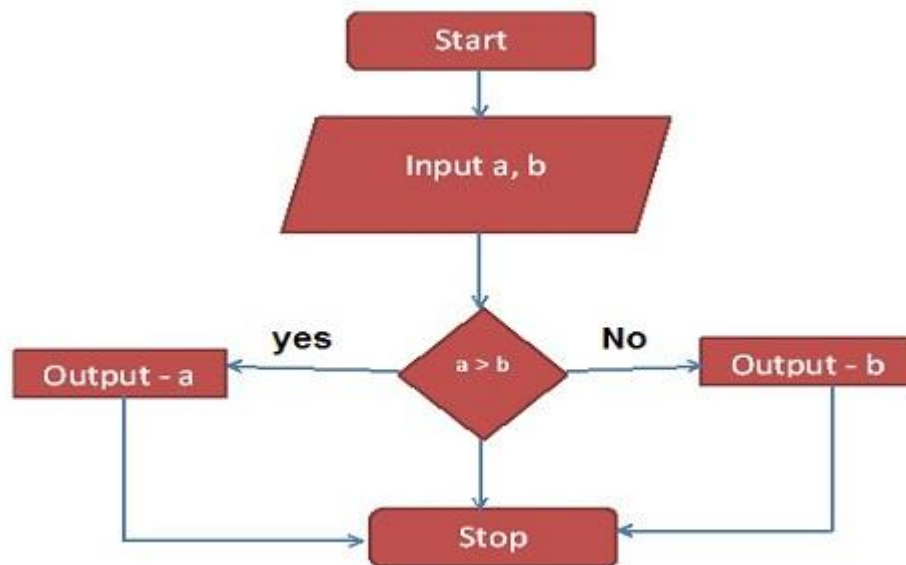 Start
Input a, b
yes
a > b
No
Output - a
Output - b
Stop